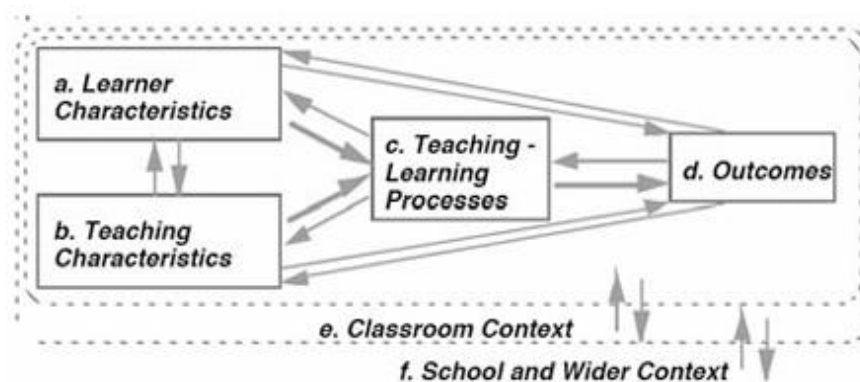 a. Learner
Characteristics
b. Teaching
Characteristics
c. Teaching -
Learning
Processes
d. Outcomes
e. Classroom Context
f. School and Wider Context